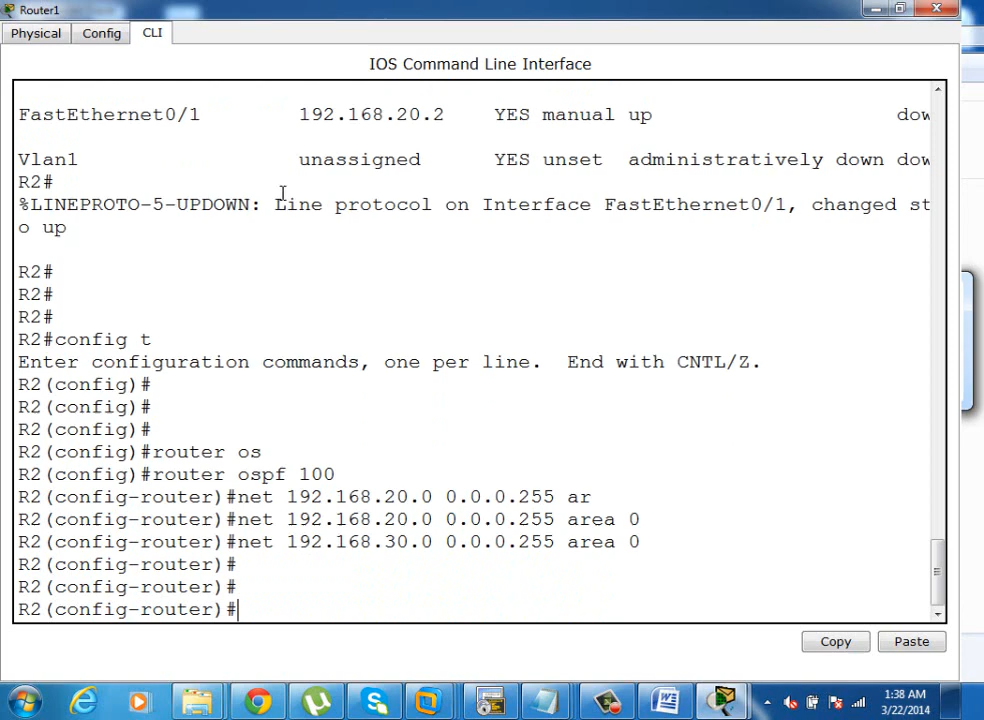 Router1
Physical Config CLI
IOS Command Line Interface
FastEthernet0/1 192.168.20.2 YES manual up dow
Vlan1 unassigned YES unset administratively down dow
R2#
%LINEPROTO-5-UPDOWN: Line protocol on Interface FastEthernet0/1, changed st
o up
R2#
R2#
R2#
R2#config t
Enter configuration commands, one per line. End with CNTL/Z.
R2(config)#
R2(config)#
R2(config)#
R2(config)#router os
R2(config)#router ospf 100
R2(config-router)#net 192.168.20.0 0.0.0.255 ar
R2(config-router)#net 192.168.20.0 0.0.0.255 area 0
R2(config-router)#net 192.168.30.0 0.0.0.255 area 0
R2(config-router)#
R2(config-router)#
R2(config-router)#
Copy Paste
1:38 AM
3/22/2014